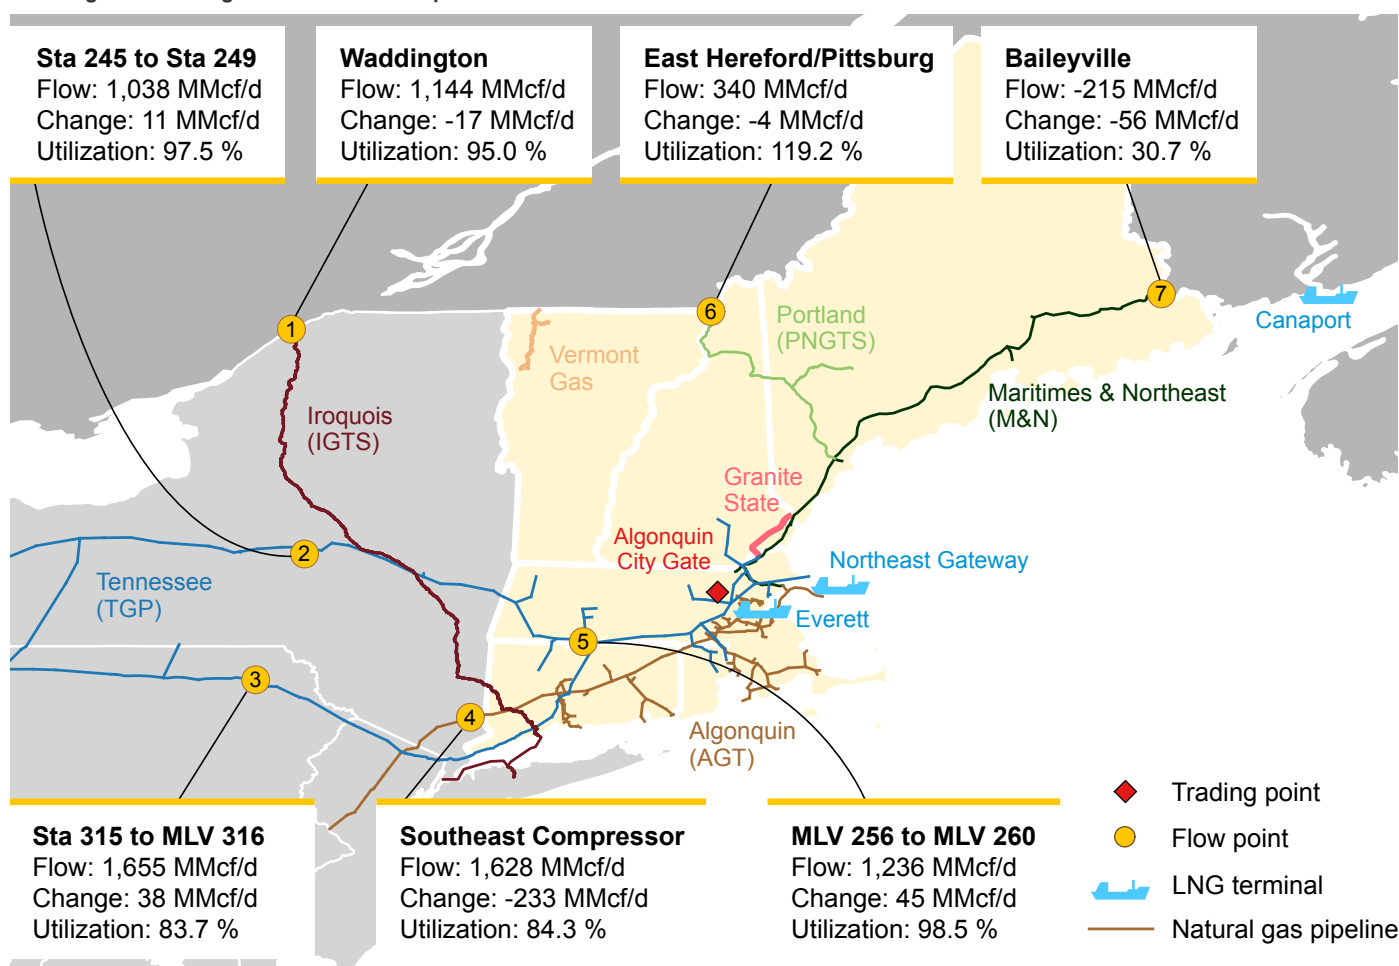 Sta 245 to Sta 249
Flow: 1,038 MMcf/d
Change: 11 MMcf/d
Utilization: 97.5 %
Waddington
Flow: 1,144 MMcf/d
Change: -17 MMcf/d
Utilization: 95.0 %
East Hereford/Pittsburg
Flow: 340 MMcf/d
Change: -4 MMcf/d
Utilization: 119.2 %
Baileyville
Flow: -215 MMcf/d
Change: -56 MMcf/d
Utilization: 30.7 %
1
6
7
Canaport
Portland
(PNGTS)
Vermont
Gas
Maritimes & Northeast
(M&N)
Iroquois
(IGTS)
Granite
State
Algonquin
City Gate
2
Northeast Gateway
Tennessee
(TGP)
Everett
5
3
4
Algonquin
(AGT)
Sta 315 to MLV 316
Flow: 1,655 MMcf/d
Change: 38 MMcf/d
Utilization: 83.7 %
Southeast Compressor
Flow: 1,628 MMcf/d
Change: -233 MMcf/d
Utilization: 84.3 %
MLV 256 to MLV 260
Flow: 1,236 MMcf/d
Change: 45 MMcf/d
Utilization: 98.5 %
Trading point
Flow point
LNG terminal
Natural gas pipeline